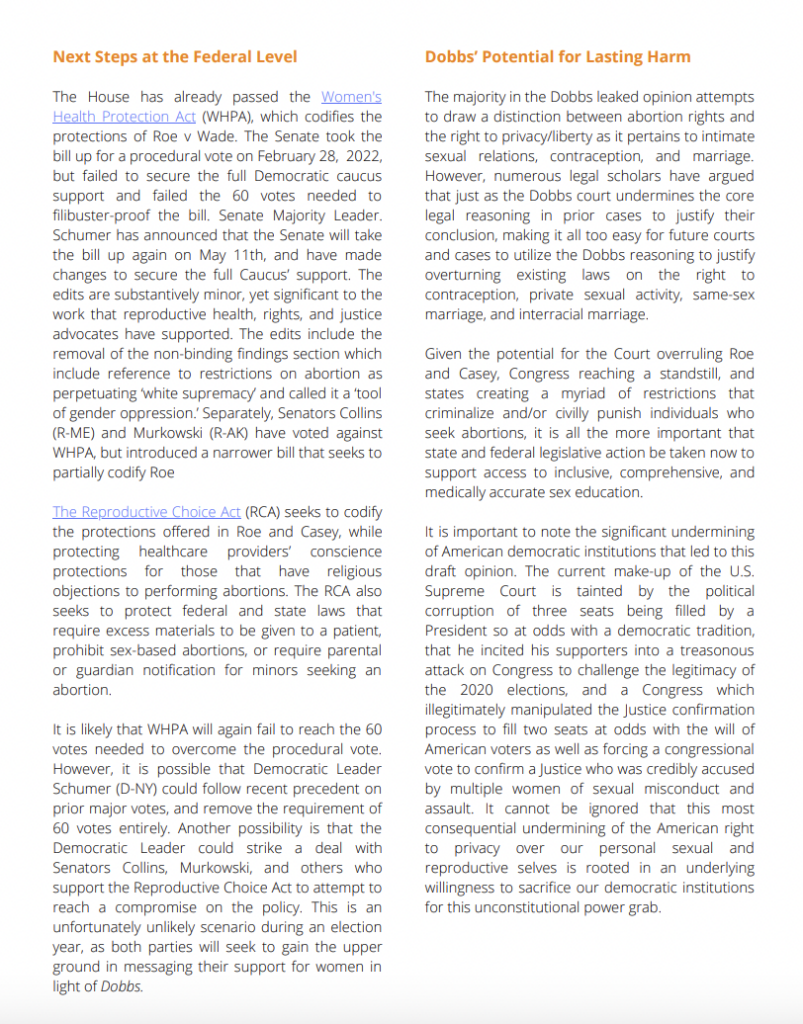 Next Steps at the Federal Level
The House has already passed the Women's
Health Protection Act (WHPA), which codifies the
protections of Roe v Wade. The Senate took the
bill up for a procedural vote on February 28, 2022,
but failed to secure the full Democratic caucus
support and failed the 60 votes needed to
filibuster-proof the bill. Senate Majority Leader.
Schumer has announced that the Senate will take
the bill up again on May 11th, and have made
changes to secure the full Caucus' support. The
edits are substantively minor, yet significant to the
work that reproductive health, rights, and justice
advocates have supported. The edits include the
removal of the non-binding findings section which
include reference to restrictions on abortion as
perpetuating 'white supremacy' and called it a 'tool
of gender oppression.' Separately, Senators Collins
(R-ME) and Murkowski (R-AK) have voted against
WHPA, but introduced a narrower bill that seeks to
partially codify Roe
The Reproductive Choice Act (RCA) seeks to codify
the protections offered in Roe and Casey, while
protecting healthcare providers' conscience
protections for those that have religious
objections to performing abortions. The RCA also
seeks to protect federal and state laws that
require excess materials to be given to a patient,
prohibit sex-based abortions, or require parental
or guardian notification for minors seeking an
abortion.
It is likely that WHPA will again fail to reach the 60
votes needed to overcome the procedural vote.
However, it is possible that Democratic Leader
Schumer (D-NY) could follow recent precedent on
prior major votes, and remove the requirement of
60 votes entirely. Another possibility is that the
Democratic Leader could strike a deal with
Senators Collins, Murkowski, and others who
support the Reproductive Choice Act to attempt to
reach a compromise on the policy. This is an
unfortunately unlikely scenario during an election
year, as both parties will seek to gain the upper
ground in messaging their support for women in
light of Dobbs.
Dobbs' Potential for Lasting Harm
The majority in the Dobbs leaked opinion attempts
to draw a distinction between abortion rights and
the right to privacy/liberty as it pertains to intimate
sexual relations, contraception, and marriage.
However, numerous legal scholars have argued
that just as the Dobbs court undermines the core
legal reasoning in prior cases to justify their
conclusion, making it all too easy for future courts
and cases to utilize the Dobbs reasoning to justify
overturning existing laws on the right to
contraception, private sexual activity, same-sex
marriage, and interracial marriage.
Given the potential for the Court overruling Roe
and Casey, Congress reaching a standstill, and
states creating a myriad of restrictions that
criminalize and/or civilly punish individuals who
seek abortions, it is all the more important that
state and federal legislative action be taken now to
support access to inclusive, comprehensive, and
medically accurate sex education.
It is important to note the significant undermining
of American democratic institutions that led to this
draft opinion. The current make-up of the U.S.
Supreme Court is tainted by the political
corruption of three seats being filled by a
President so at odds with a democratic tradition,
that he incited his supporters into a treasonous
attack on Congress to challenge the legitimacy of
the 2020 elections, and a Congress which
illegitimately manipulated the Justice confirmation
process to fill two seats at odds with the will of
American voters as well as forcing a congressional
vote to confirm a Justice who was credibly accused
by multiple women of sexual misconduct and
assault. It cannot be ignored that this most
consequential undermining of the American right
to privacy over our personal sexual and
reproductive selves is rooted in an underlying
willingness to sacrifice our democratic institutions
for this unconstitutional power grab.